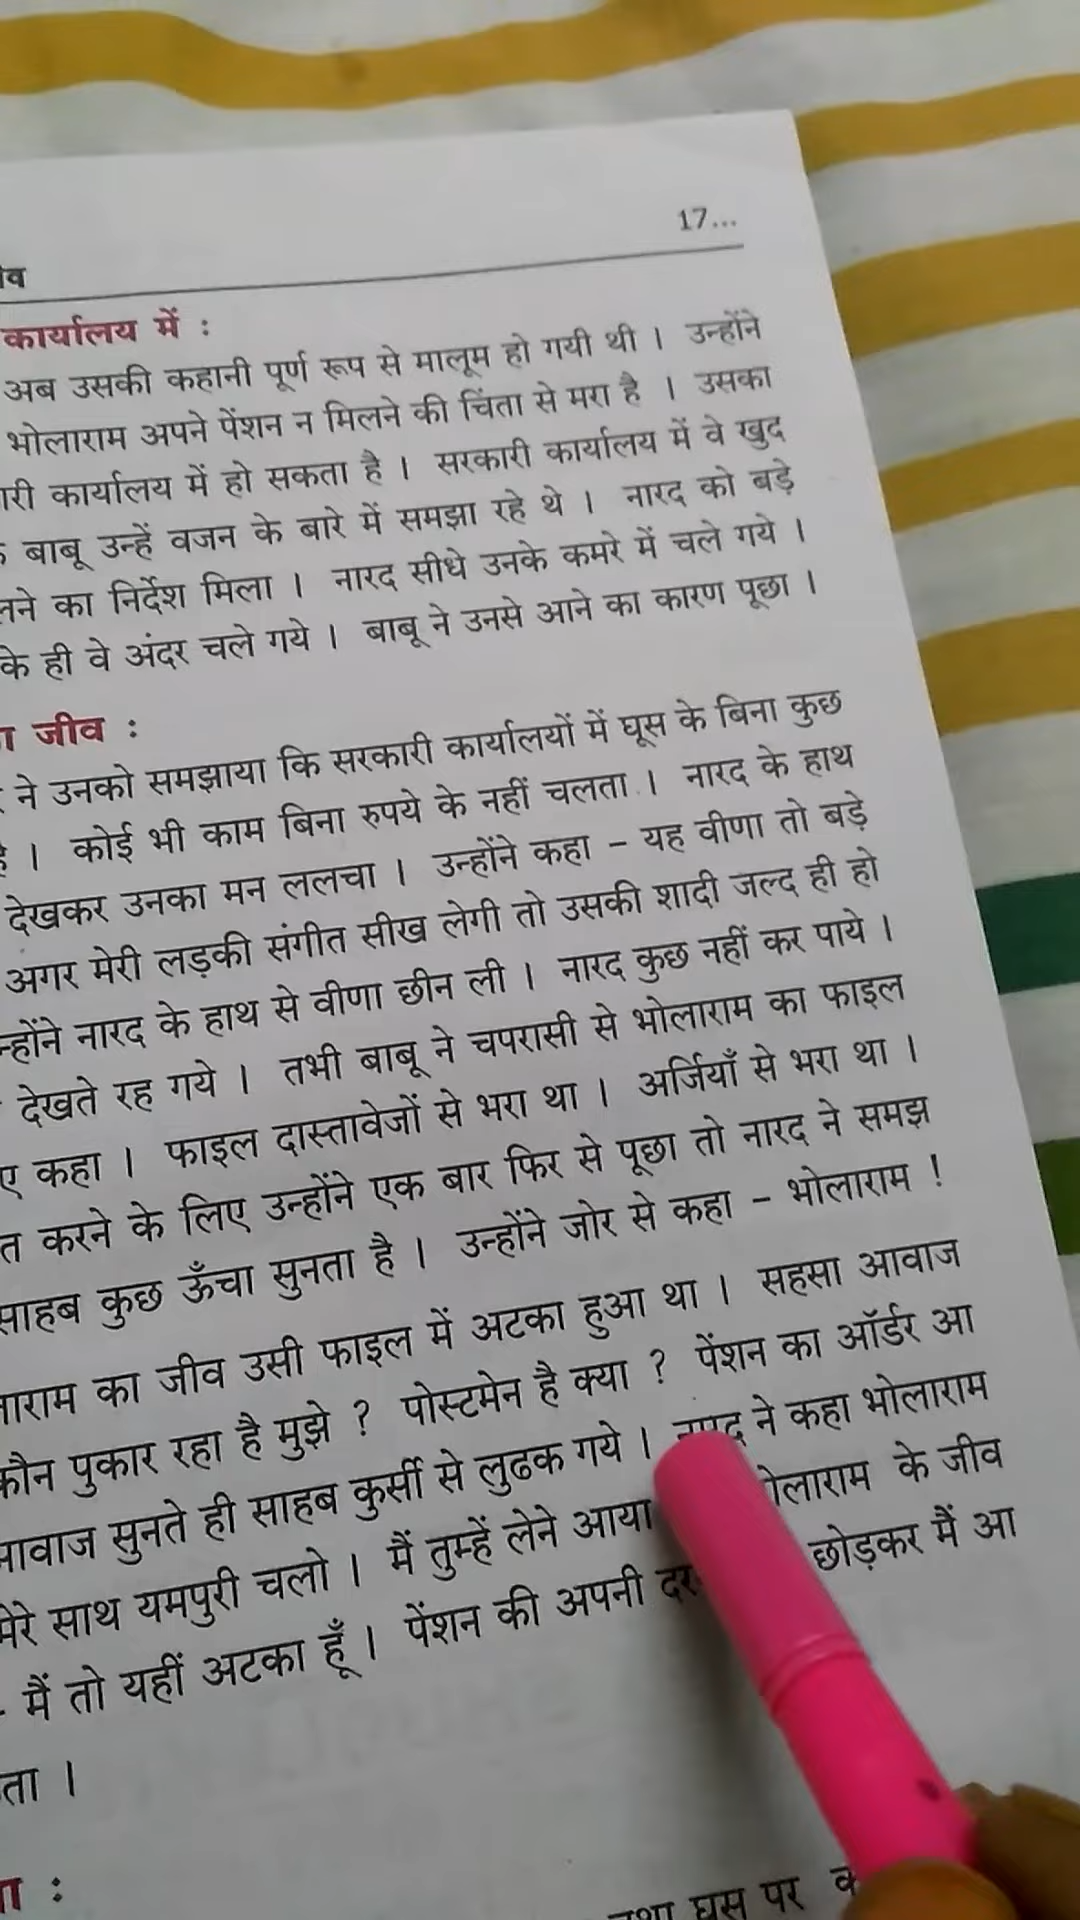 17...
कार्यालय में :
अब उसकी कहानी पूर्ण रूप से मालूम हो गयी थी । उन्होंने
भोलाराम अपने पेंशन न मिलने की चिंता से मरा है । उसका
कार्यालय में हो सकता है । सरकारी कार्यालय में वे खुद
बाबू उन्हें वजन के बारे में समझा रहे थे । नारद को बड़े
का निर्देश मिला । नारद सीधे उनके कमरे में चले गये ।
के ही वे अंदर चले गये । बाबू ने उनसे आने का कारण पूछा ।
जीव :
ने उनको समझाया कि सरकारी कार्यालयों में घूस के बिना कुछ
। कोई भी काम बिना रुपये के नहीं चलता । नारद के हाथ
देखकर उनका मन ललचा । उन्होंने कहा – यह वीणा तो बड़े
अगर मेरी लड़की संगीत सीख लेगी तो उसकी शादी जल्द ही हो
नारद के हाथ से वीणा छीन ली । नारद कुछ नहीं कर पाये ।
देखते रह गये । तभी बाबू ने चपरासी से भोलाराम का फाइल
कहा । फाइल दास्तावेजों से भरा था । अर्जियाँ से भरा था ।
करने के लिए उन्होंने एक बार फिर से पूछा तो नारद ने समझ
साहब कुछ ऊँचा सुनता है । उन्होंने जोर से कहा – भोलाराम !
का जीव उसी फाइल में अटका हुआ था । सहसा आवाज
कौन पुकार रहा है मुझे ? पोस्टमेन है क्या ? पेंशन का ऑर्डर आ
सुनते ही साहब कुर्सी से लुढक गये । ने कहा भोलाराम
मेरे साथ यमपुरी चलो । मैं तुम्हें लेने आया के जीव
– मैं तो यहीं अटका हूँ । पेंशन की अपनी छोड़कर मैं आ
।
:
घूस पर